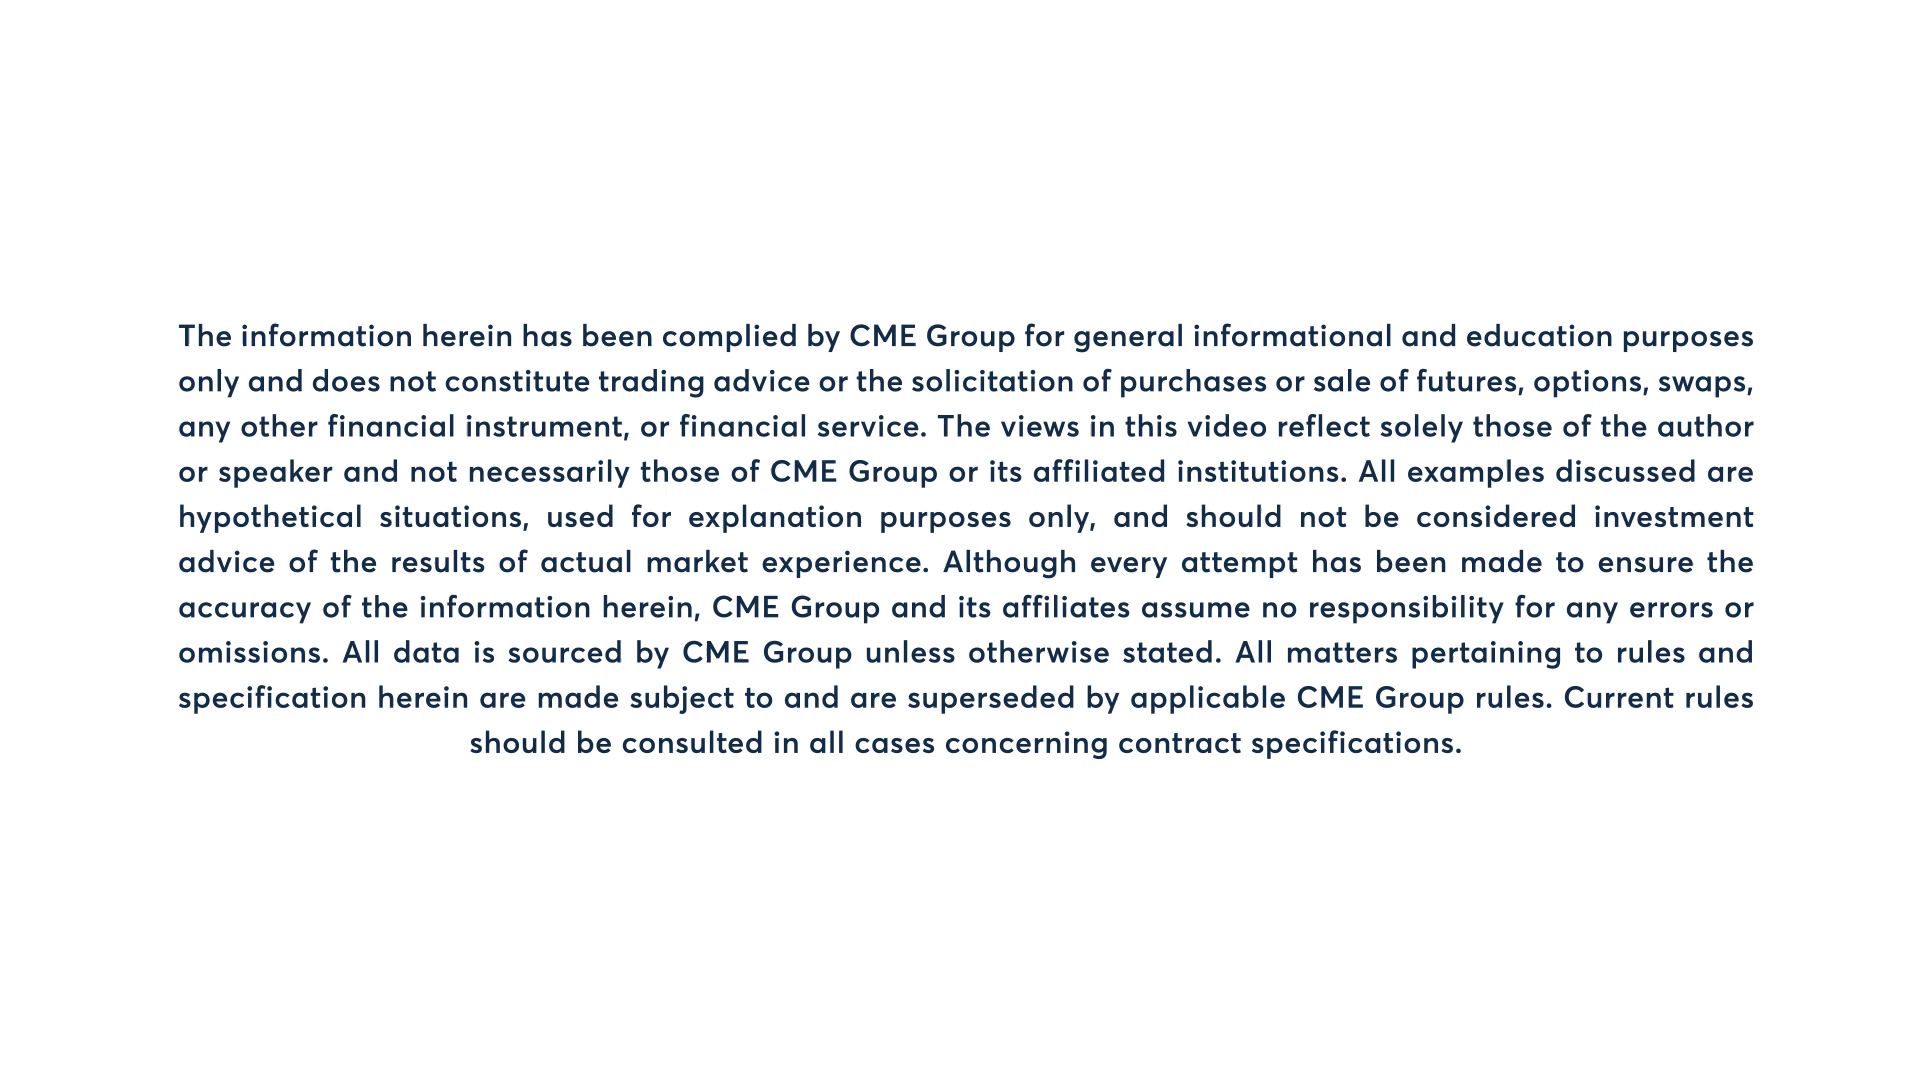 The information herein has been complied by CME Group for general informational and education purposes
only and does not constitute trading advice or the solicitation of purchases or sale of futures, options, swaps,
any other financial instrument, or financial service. The views in this video reflect solely those of the author
or speaker and not necessarily those of CME Group or its affiliated institutions. All examples discussed are
hypothetical situations, used for explanation purposes only, and should not be considered investment
advice of the results of actual market experience. Although every attempt has been made to ensure the
accuracy of the information herein, CME Group and its affiliates assume no responsibility for any errors or
omissions. All data is sourced by CME Group unless otherwise stated. All matters pertaining to rules and
specification herein are made subject to and are superseded by applicable CME Group rules. Current rules
should be consulted in all cases concerning contract specifications.